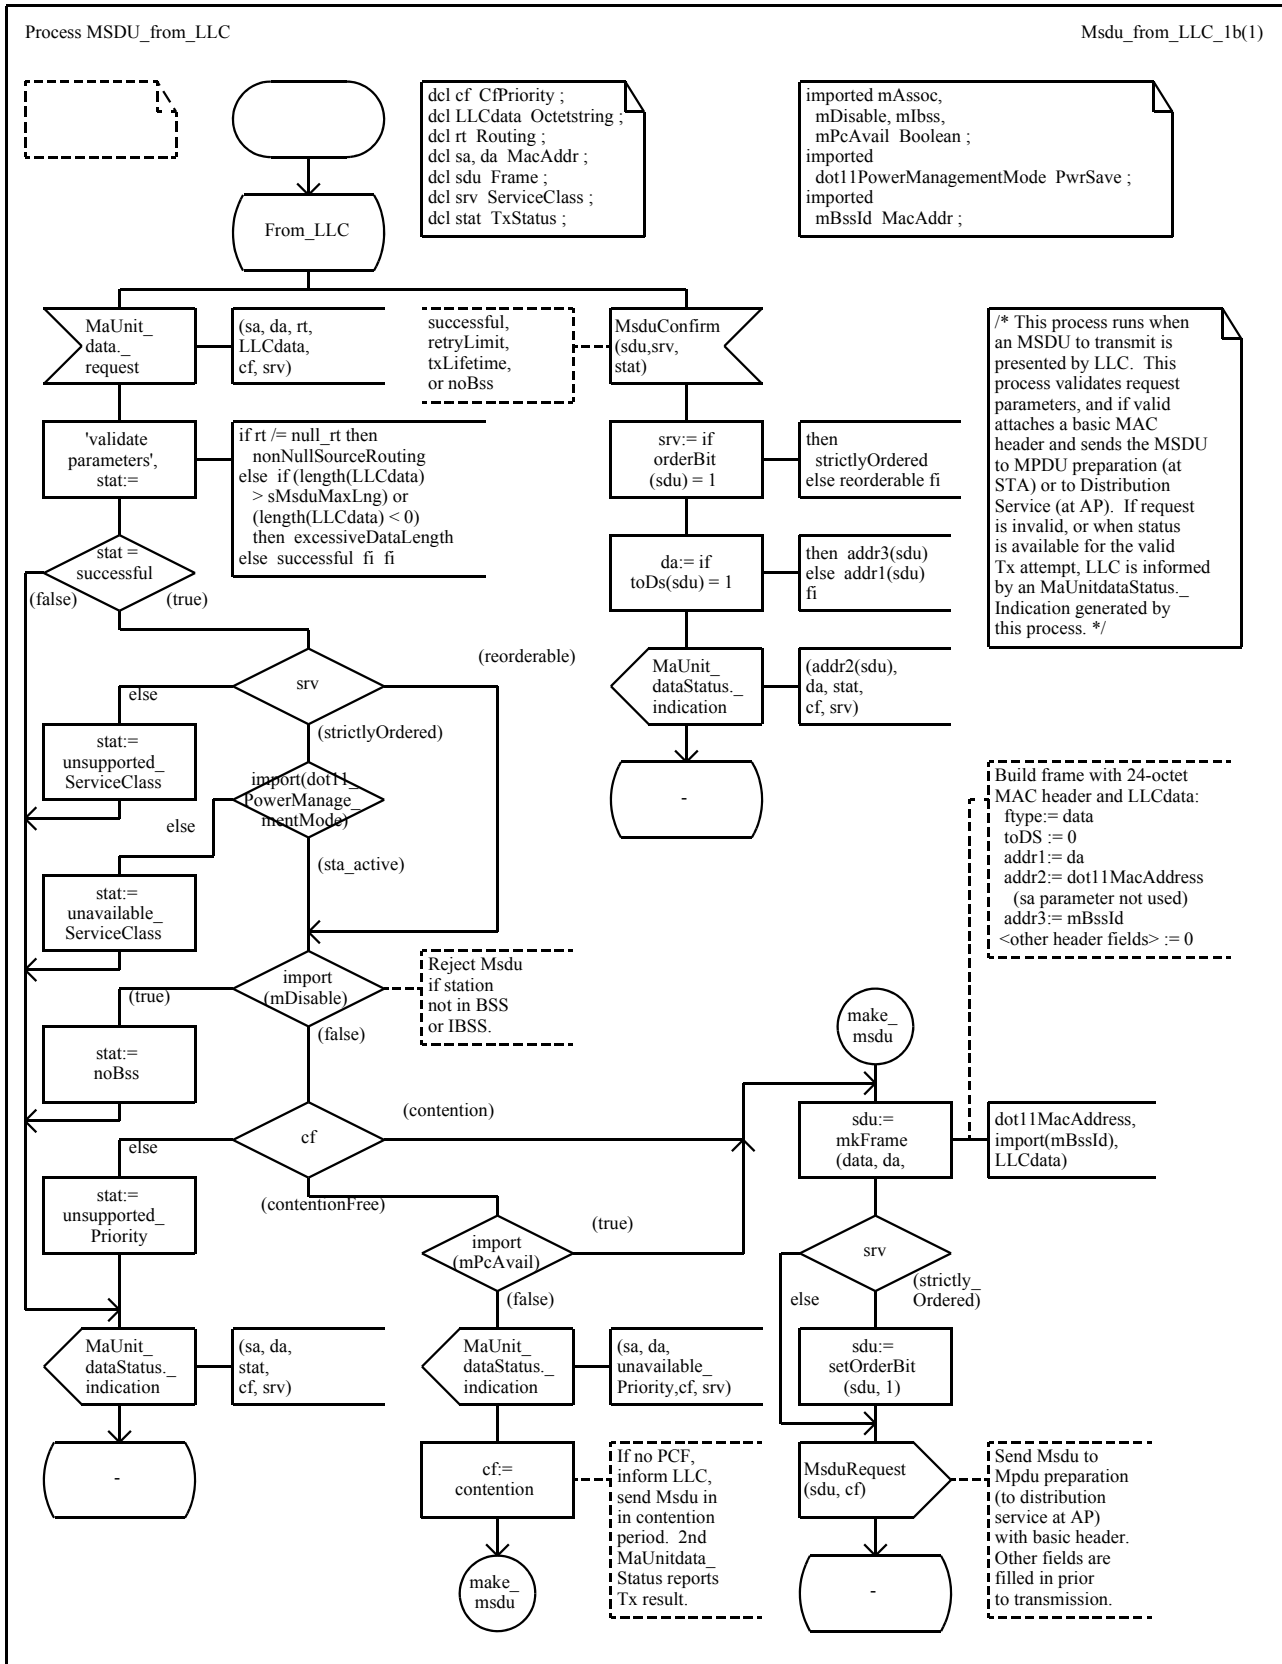 Process MSDU_from_LLC
Msdu_from_LLC_1b(1)
dcl cf  CfPriority ;
dcl LLCdata  Octetstring ;
dcl rt  Routing ;
dcl sa, da  MacAddr ;
dcl sdu  Frame ;
dcl srv  ServiceClass ;
dcl stat  TxStatus ;
imported mAssoc,
mDisable, mIbss,
mPcAvail  Boolean ;
imported
dot11PowerManagementMode  PwrSave ;
imported
mBssId  MacAddr ;
From_LLC
MaUnit_
data._
request
(sa, da, rt,
LLCdata,
cf, srv)
successful,
retryLimit,
txLifetime,
or noBss
MsduConfirm
(sdu,srv,
stat)
/* This process runs when
an MSDU to transmit is
presented by LLC.  This
process validates request
parameters, and if valid
attaches a basic MAC
header and sends the MSDU
to MPDU preparation (at
STA) or to Distribution
Service (at AP).  If request
is invalid, or when status
is available for the valid
Tx attempt, LLC is informed
by an MaUnitdataStatus._
Indication generated by
this process. */
'validate
parameters',
stat:=
if rt /= null_rt then
nonNullSourceRouting
else  if (length(LLCdata)
> sMsduMaxLng) or
(length(LLCdata) < 0)
then excessiveDataLength
else  successful  fi  fi
srv:= if
orderBit
(sdu) = 1
then
strictlyOrdered
else reorderable fi
stat =
successful
(false)
(true)
da:= if
toDs(sdu) = 1
then  addr3(sdu)
else  addr1(sdu)
fi
srv
(reorderable)
else
(strictlyOrdered)
MaUnit_
dataStatus._
indication
(addr2(sdu),
da, stat,
cf, srv)
stat:=
unsupported_
ServiceClass
import(dot11_
PowerManage_
mentMode)
else
(sta_active)
-
Build frame with 24-octet
MAC header and LLCdata:
ftype:= data
toDS := 0
addr1:= da
addr2:= dot11MacAddress
(sa parameter not used)
addr3:= mBssId
<other header fields> := 0
stat:=
unavailable_
ServiceClass
import
(mDisable)
(true)
(false)
Reject Msdu
if station
not in BSS
or IBSS.
make_
msdu
stat:=
noBss
cf
(contention)
else
(contentionFree)
sdu:=
mkFrame
(data, da,
dot11MacAddress,
import(mBssId),
LLCdata)
stat:=
unsupported_
Priority
import
(mPcAvail)
(true)
(false)
srv
(strictly_
Ordered)
else
MaUnit_
dataStatus._
indication
(sa, da,
stat,
cf, srv)
MaUnit_
dataStatus._
indication
(sa, da,
unavailable_
Priority,cf, srv)
sdu:=
setOrderBit
(sdu, 1)
-
cf:=
contention
If no PCF,
inform LLC,
send Msdu in
in contention
period.  2nd
MaUnitdata_
Status reports
Tx result.
MsduRequest
(sdu, cf)
Send Msdu to
Mpdu preparation
(to distribution
service at AP)
with basic header.
Other fields are
filled in prior
to transmission.
make_
msdu
-